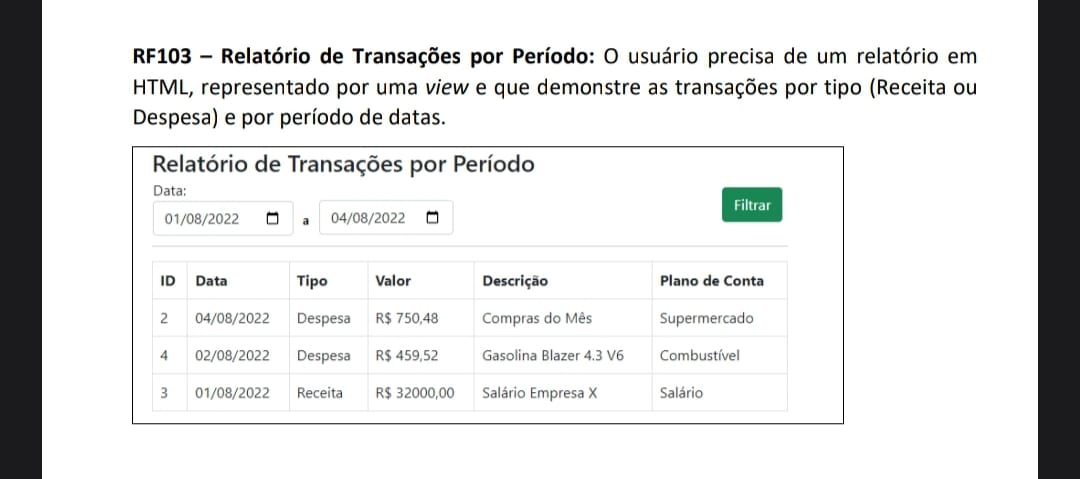 RF103 – Relatório de Transações por Período: O usuário precisa de um relatório em
HTML, representado por uma view e que demonstre as transações por tipo (Receita ou
Despesa) e por período de datas.
Relatório de Transações por Período
Data:
01/08/2022 a 04/08/2022 Filtrar
ID Data Tipo Valor Descrição Plano de Conta
2 04/08/2022 Despesa R$ 750,48 Compras do Mês Supermercado
4 02/08/2022 Despesa R$ 459,52 Gasolina Blazer 4.3 V6 Combustível
3 01/08/2022 Receita R$ 32000,00 Salário Empresa X Salário